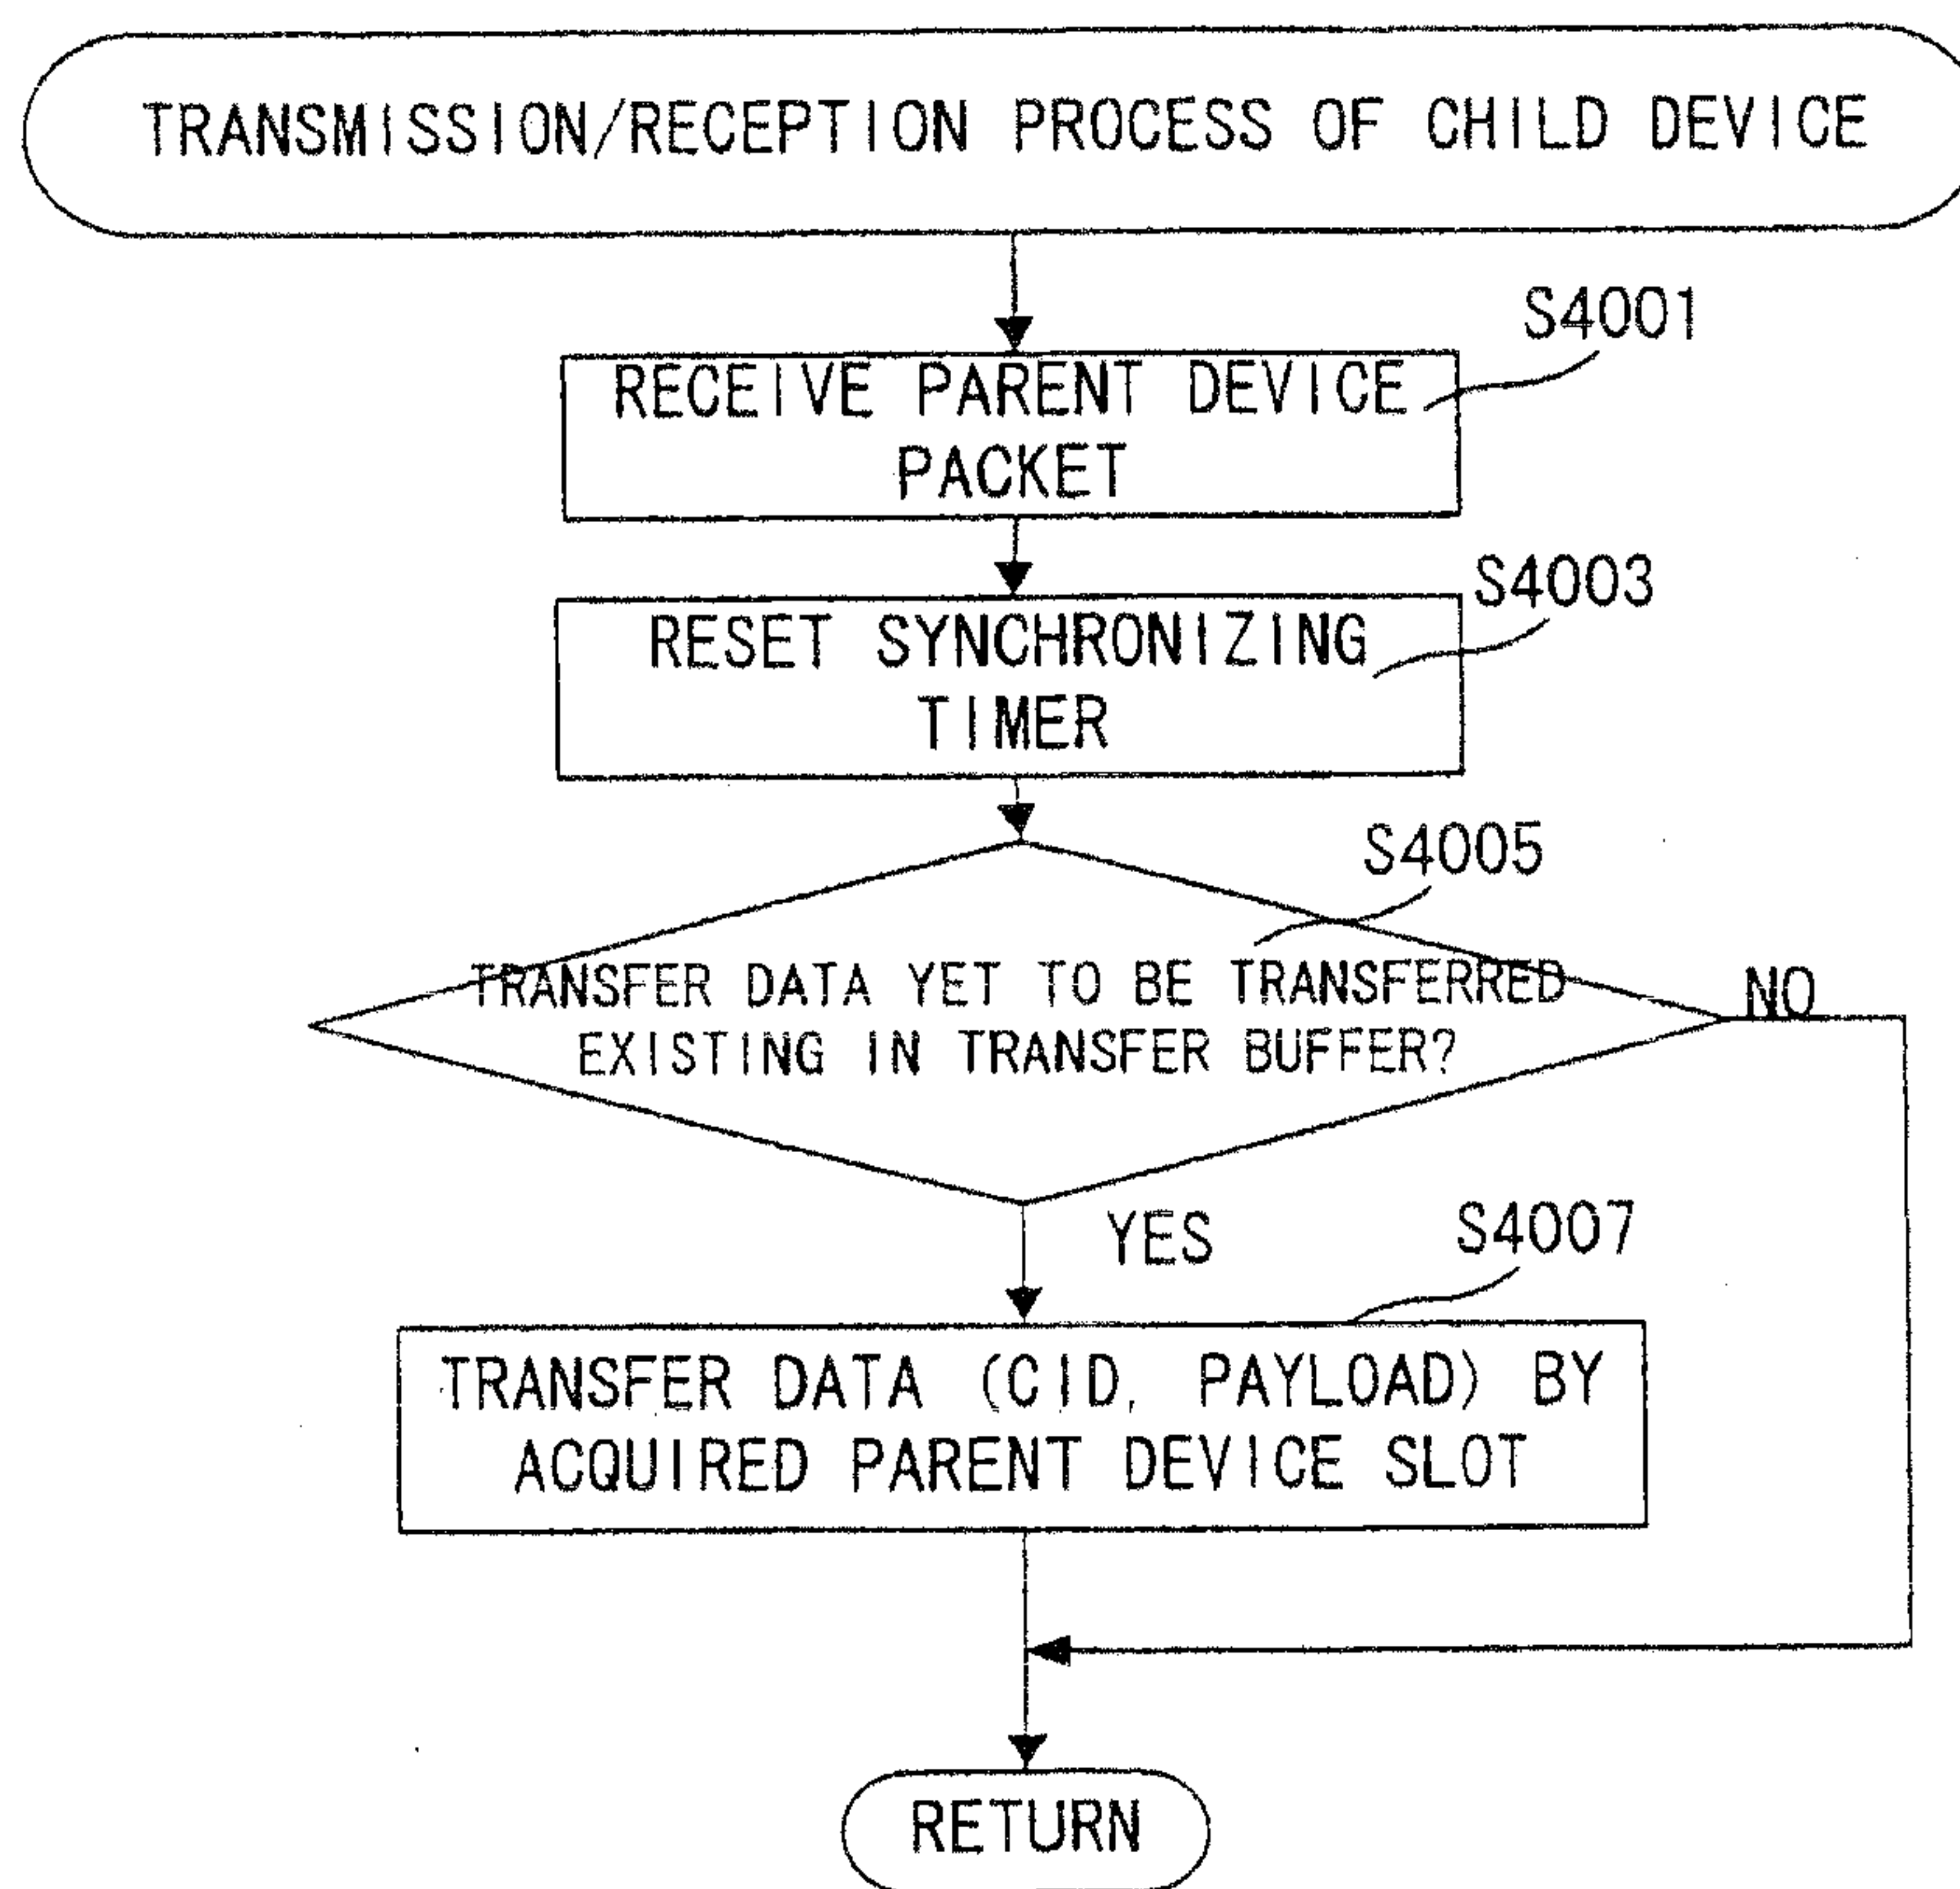 TRANSMISSION/RECEPTION PROCESS OF CHILD DEVICE
S4001
RECEIVE PARENT DEVICE
PACKET
S4003
RESET SYNCHRONIZING
TIMER
S4005
TRANSFER DATA YET TO BE TRANSFERRED
EXISTING IN TRANSFER BUFFER?
NO
YES
S4007
TRANSFER DATA (CID, PAYLOAD) BY
ACQUIRED PARENT DEVICE SLOT
RETURN